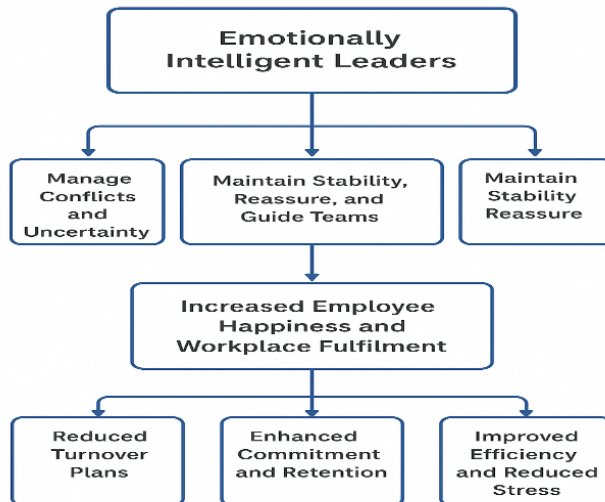 Emotionally
Intelligent Leaders
Manage
Conflicts
and
Uncertainty
Maintain Stability,
Reassure, and
Guide Teams
Maintain
Stability
Reassure
Increased Employee
Happiness and
Workplace Fulfilment
Reduced
Turnover
Plans
Enhanced
Commitment
and Retention
Improved
Efficiency
and Reduced
Stress